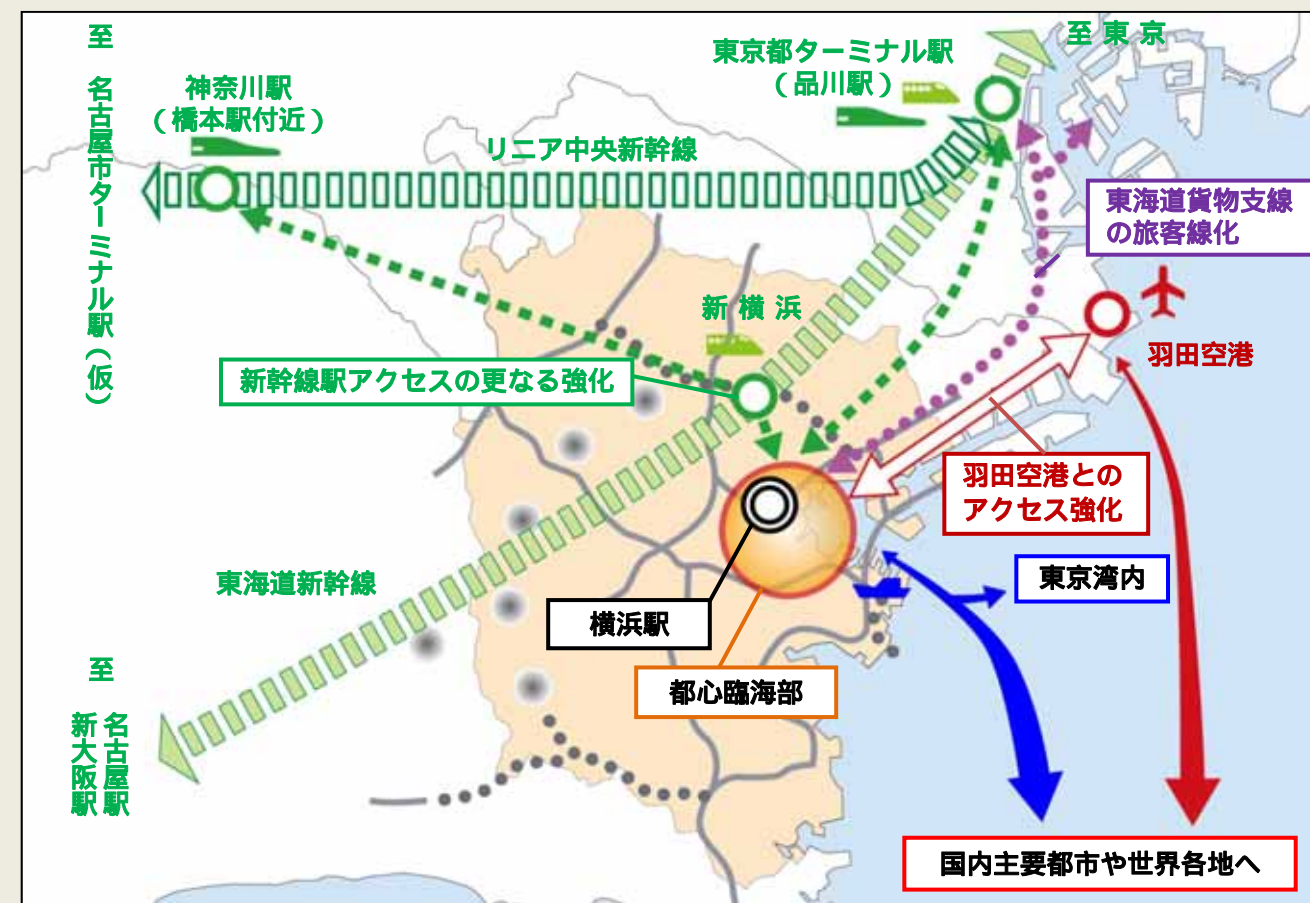 至 名古屋市ターミナル駅（仮）
神奈川駅
（橋本駅付近）
東京都ターミナル駅
（品川駅）
至 東 京
リニア中央新幹線
東海道貨物支線
の旅客線化
新 横 浜
羽田空港
新幹線駅アクセスの更なる強化
羽田空港との
アクセス強化
東海道新幹線
東京湾内
横浜駅
都心臨海部
至 名古屋駅
新大阪駅
国内主要都市や世界各地へ